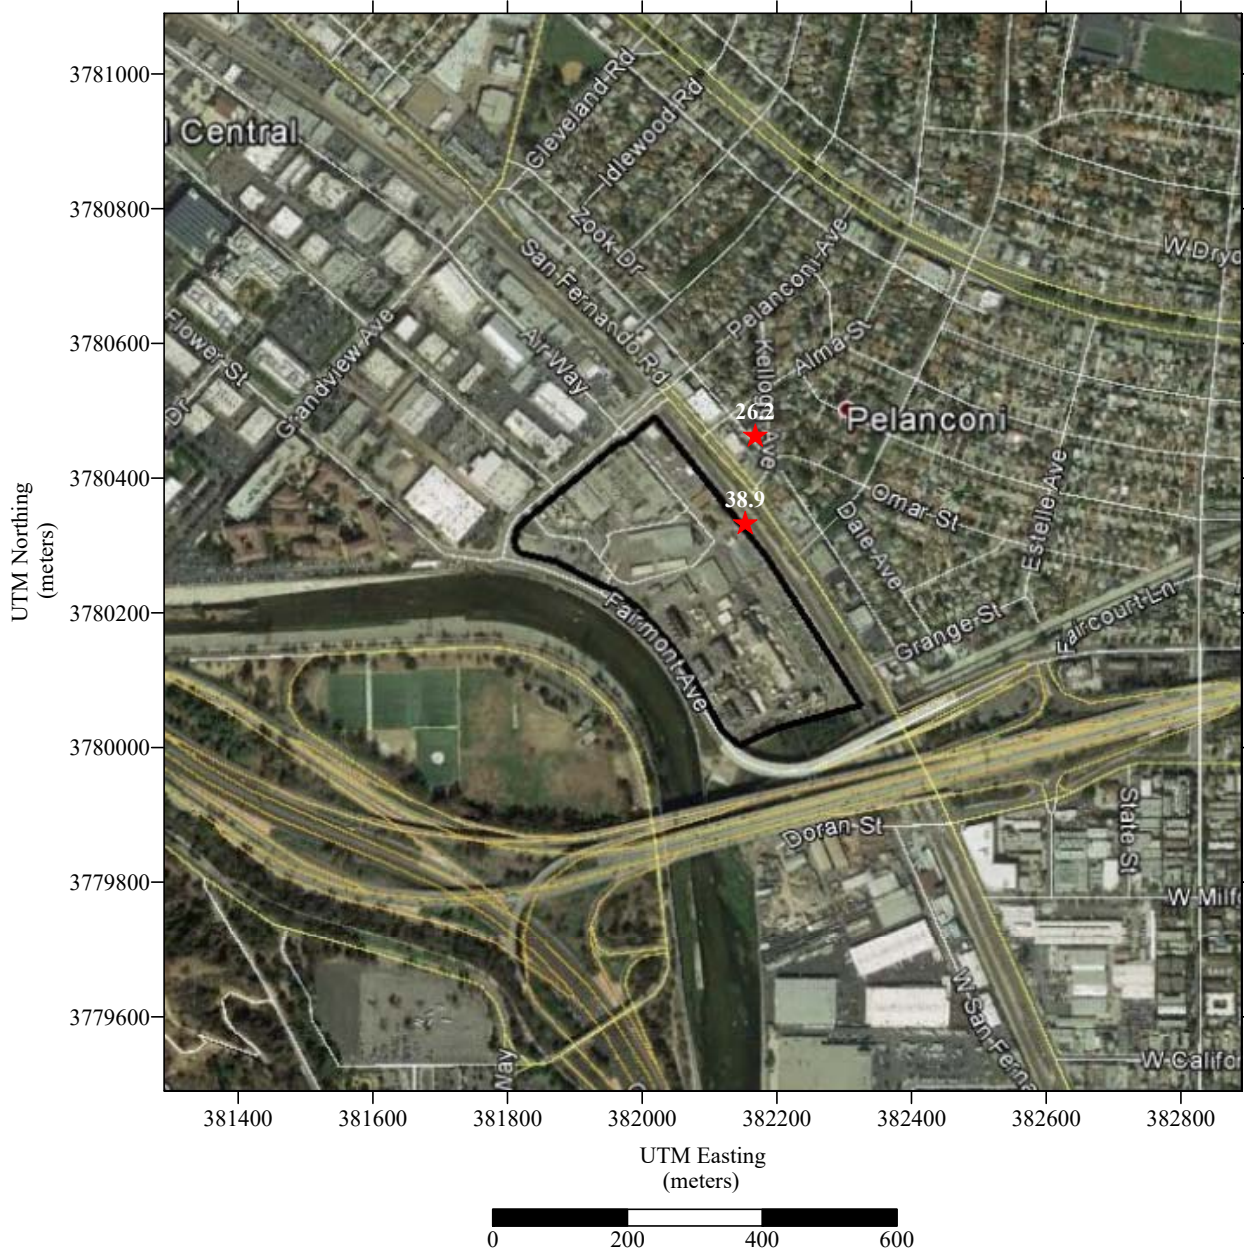 3781000
3780800
3780600
3780400
3780200
3780000
3779800
3779600
UTM Northing
(meters)
l Central
Cleveland Rd
Idlewood Rd
Zook Dr
San Fernando Rd
Pelanconi Ave
W Dryd
Flower St
Grandview Ave
Air Way
Alma St
Dr
26.2
Pelanconi
38.9
Omar St
Estelle Ave
Dale Ave
Fairmont Ave
Grange St
Faircourt Ln
Doran St
State St
W Milf
W San Ferna
Way
W Califo
381400
381600
381800
382000
382200
382400
382600
382800
UTM Easting
(meters)
0
200
400
600